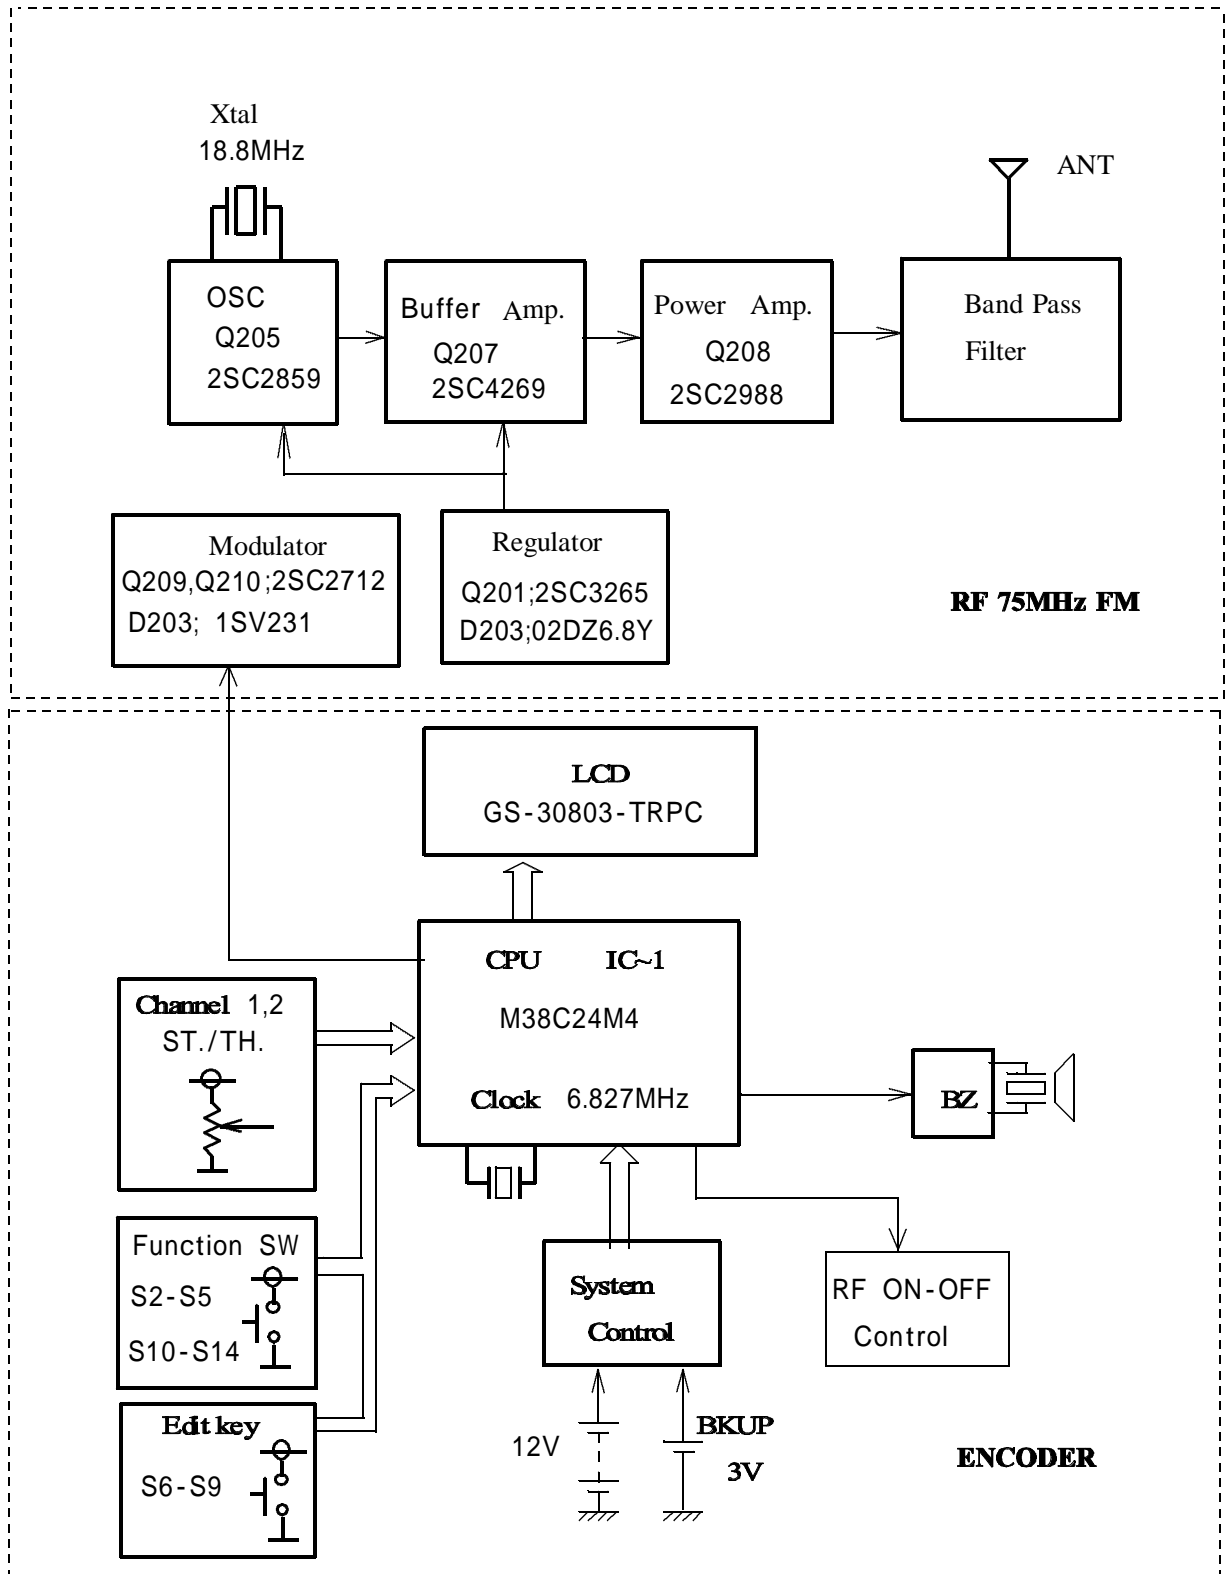 Xtal
18.8MHz
ANT
OSC
Q205
2SC2859
Buffer Amp.
Q207
2SC4269
Power Amp.
Q208
2SC2988
Band Pass
Filter
Modulator
Q209,Q210;2SC2712
D203; 1SV231
Regulator
Q201;2SC3265
D203;02DZ6.8Y
RF 75MHz FM
LCD
GS-30803-TRPC
CPU IC~1
M38C24M4
Clock 6.827MHz
Channel 1,2
ST./TH.
BZ
Function SW
S2-S5
S10-S14
System
Control
RF ON-OFF
Control
Edit key
S6-S9
12V
BKUP
3V
ENCODER